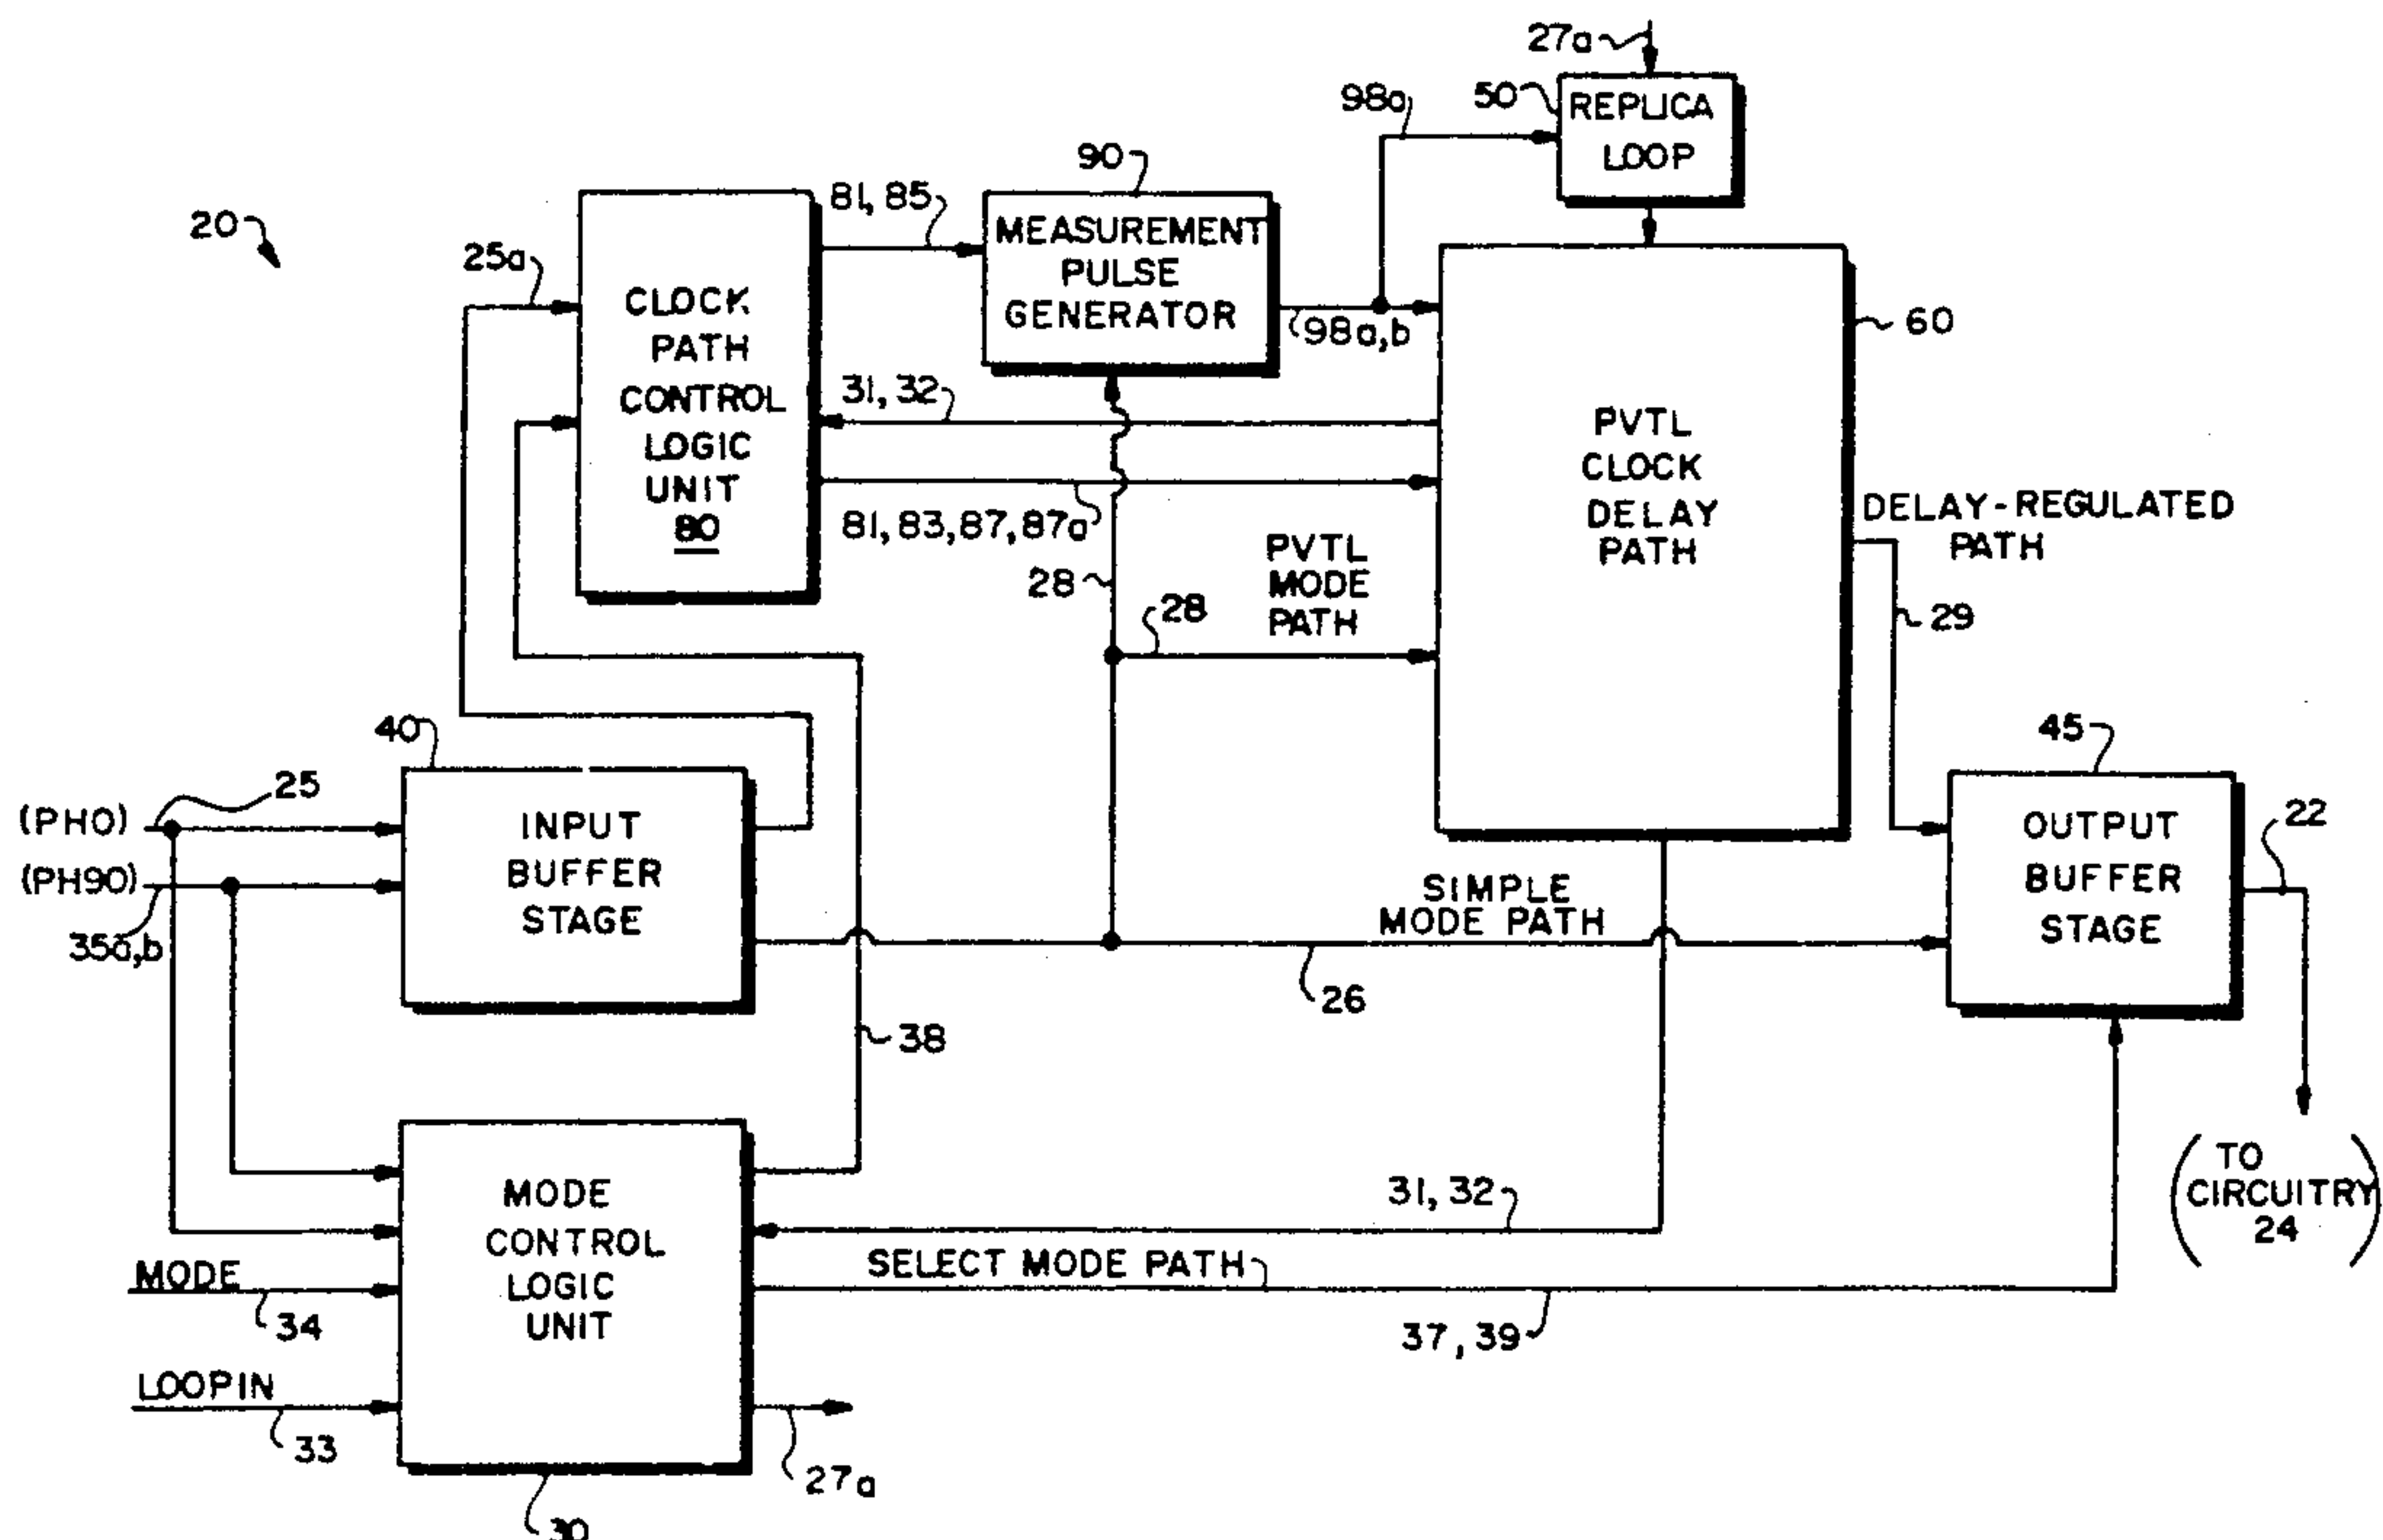 27a
98a
50
REPLICA
LOOP
90
81, 85
20
25a
MEASUREMENT
PULSE
GENERATOR
98a,b
60
CLOCK
PATH
CONTROL
LOGIC
UNIT
80
31, 32
81, 83, 87, 87a
PVTL
CLOCK
DELAY
PATH
DELAY-REGULATED
PATH
PVTL
MODE
PATH
28
28
29
40
45
25
(PH0)
(PH90)
35a,b
INPUT
BUFFER
STAGE
SIMPLE
MODE PATH
26
OUTPUT
BUFFER
STAGE
22
38
MODE
CONTROL
LOGIC
UNIT
31, 32
SELECT MODE PATH
37, 39
(TO
CIRCUITRY
24)
MODE
34
LOOPIN
33
27a
30